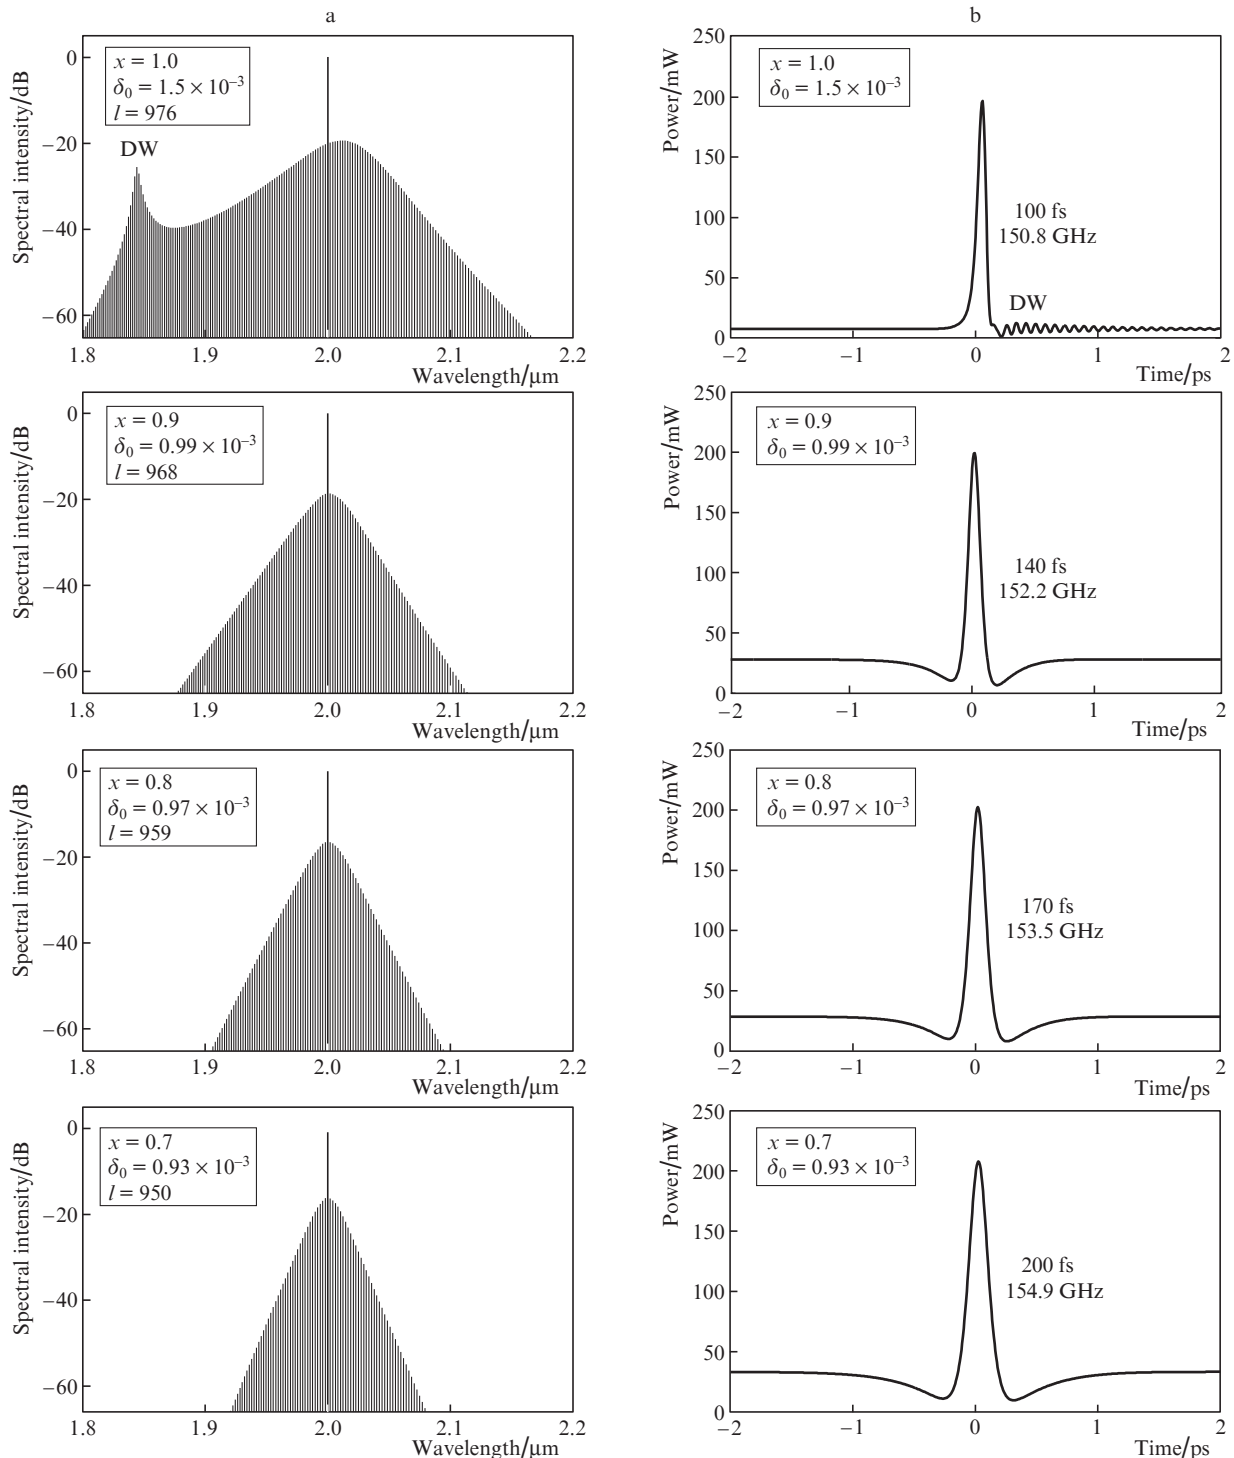 a
Spectral intensity/dB
0
−20
−40
−60
x = 1.0
δ₀ = 1.5 × 10⁻³
l = 976
DW
1.8 1.9 2.0 2.1 2.2
Wavelength/μm
b
Power/mW
250
200
150
100
50
0
x = 1.0
δ₀ = 1.5 × 10⁻³
100 fs
150.8 GHz
DW
−2 −1 0 1 2
Time/ps
Spectral intensity/dB
0
−20
−40
−60
x = 0.9
δ₀ = 0.99 × 10⁻³
l = 968
1.8 1.9 2.0 2.1 2.2
Wavelength/μm
Power/mW
250
200
150
100
50
0
x = 0.9
δ₀ = 0.99 × 10⁻³
140 fs
152.2 GHz
−2 −1 0 1 2
Time/ps
Spectral intensity/dB
0
−20
−40
−60
x = 0.8
δ₀ = 0.97 × 10⁻³
l = 959
1.8 1.9 2.0 2.1 2.2
Wavelength/μm
Power/mW
250
200
150
100
50
0
x = 0.8
δ₀ = 0.97 × 10⁻³
170 fs
153.5 GHz
−2 −1 0 1 2
Time/ps
Spectral intensity/dB
0
−20
−40
−60
x = 0.7
δ₀ = 0.93 × 10⁻³
l = 950
1.8 1.9 2.0 2.1 2.2
Wavelength/μm
Power/mW
250
200
150
100
50
0
x = 0.7
δ₀ = 0.93 × 10⁻³
200 fs
154.9 GHz
−2 −1 0 1 2
Time/ps